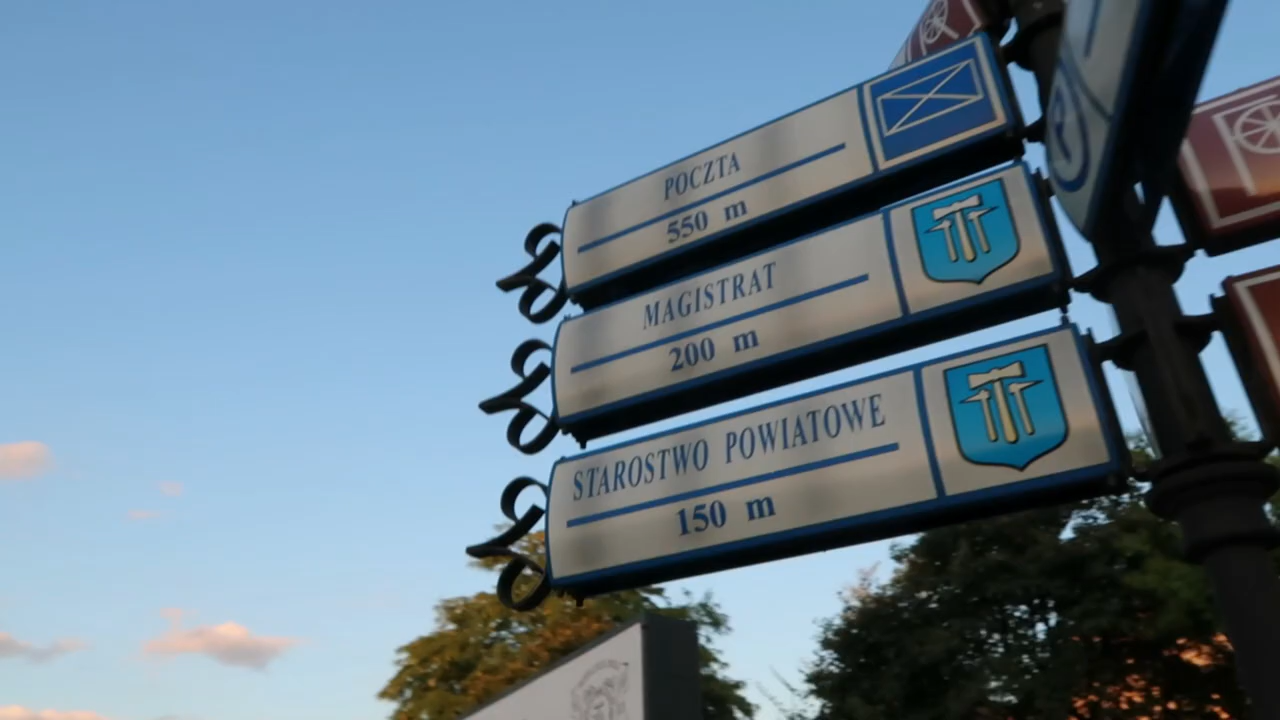 POCZTA
550 m
MAGISTRAT
200 m
STAROSTWO POWIATOWE
150 m